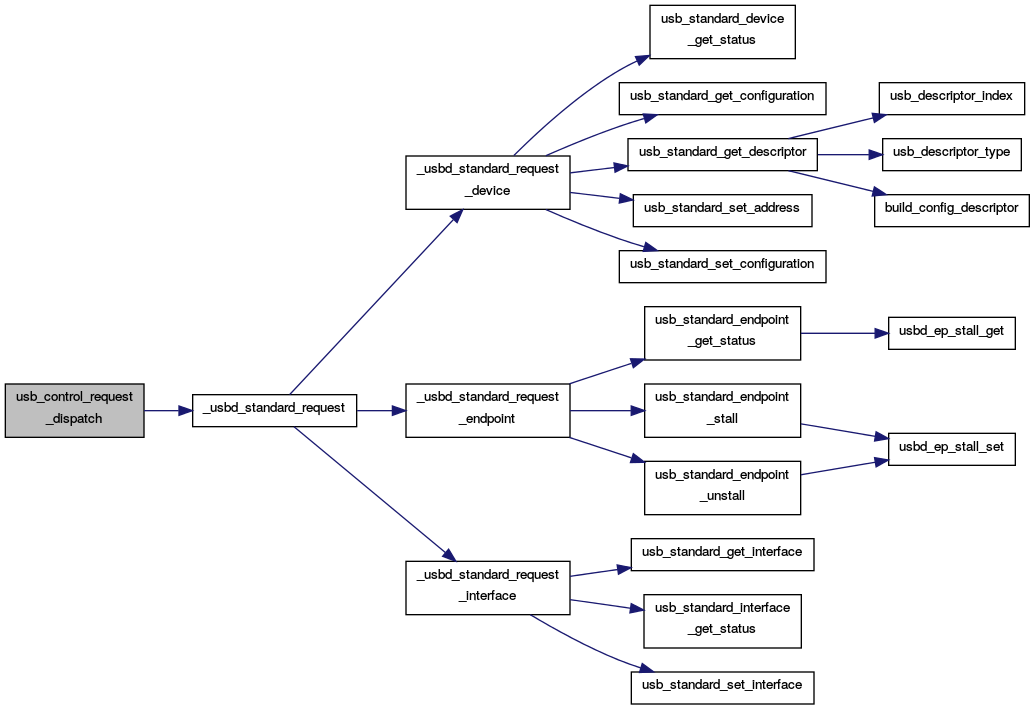 usb_standard_device
_get_status
usb_standard_get_configuration
usb_descriptor_index
_usbd_standard_request
_device
usb_standard_get_descriptor
usb_descriptor_type
usb_standard_set_address
build_config_descriptor
usb_standard_set_configuration
usb_standard_endpoint
_get_status
usbd_ep_stall_get
usb_control_request
_dispatch
_usbd_standard_request
_usbd_standard_request
_endpoint
usb_standard_endpoint
_stall
usbd_ep_stall_set
usb_standard_endpoint
_unstall
usb_standard_get_interface
_usbd_standard_request
_interface
usb_standard_interface
_get_status
usb_standard_set_interface